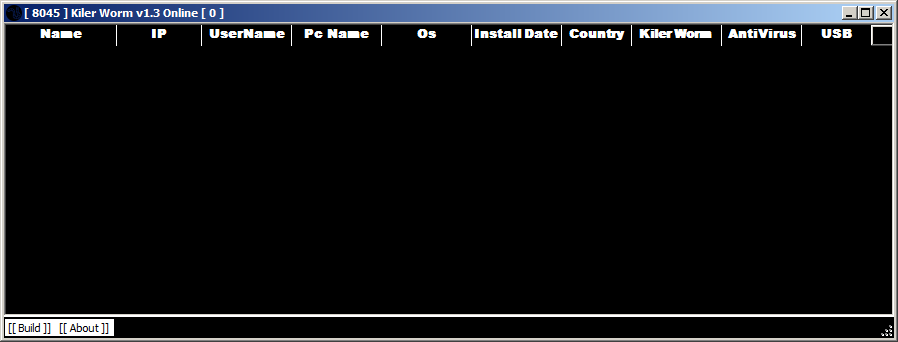 [ 8045 ] Kiler Worm v1.3 Online [ 0 ]
Name IP UserName Pc Name Os Install Date Country Kiler Worm AntiVirus USB
[[ Build ]] [[ About ]]